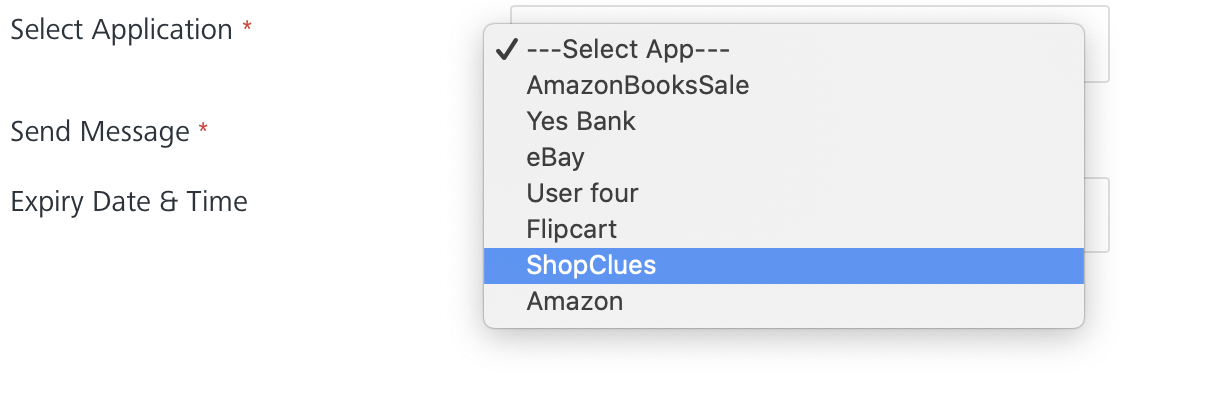 Select Application *
✓ ---Select App---
AmazonBooksSale
Yes Bank
eBay
User four
Flipcart
ShopClues
Amazon
Send Message *
Expiry Date & Time